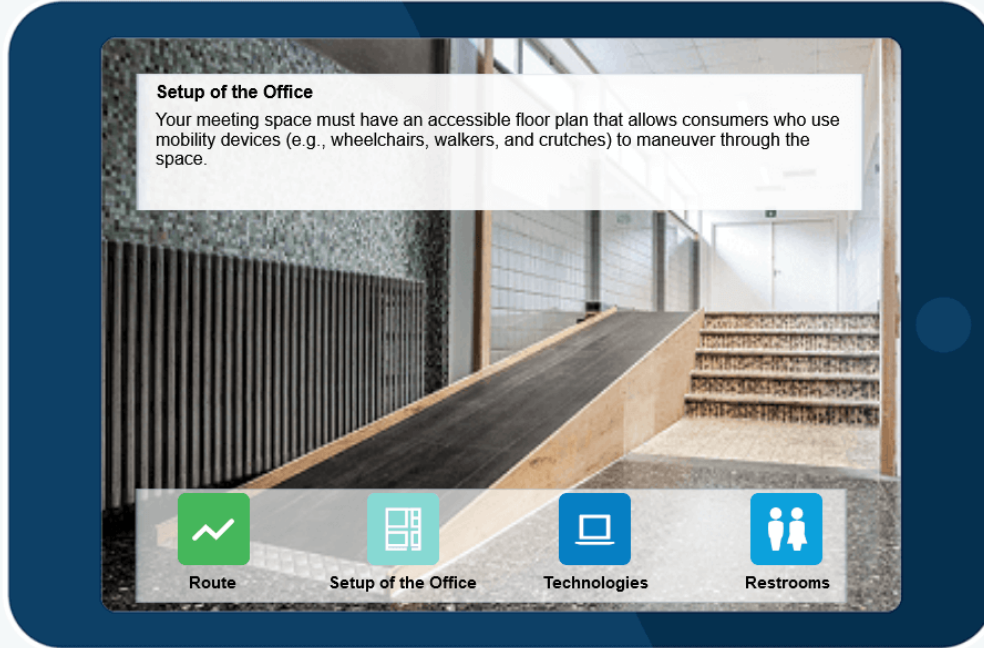 Setup of the Office
Your meeting space must have an accessible floor plan that allows consumers who use
mobility devices (e.g., wheelchairs, walkers, and crutches) to maneuver through the
space.
Route
Setup of the Office
Technologies
Restrooms